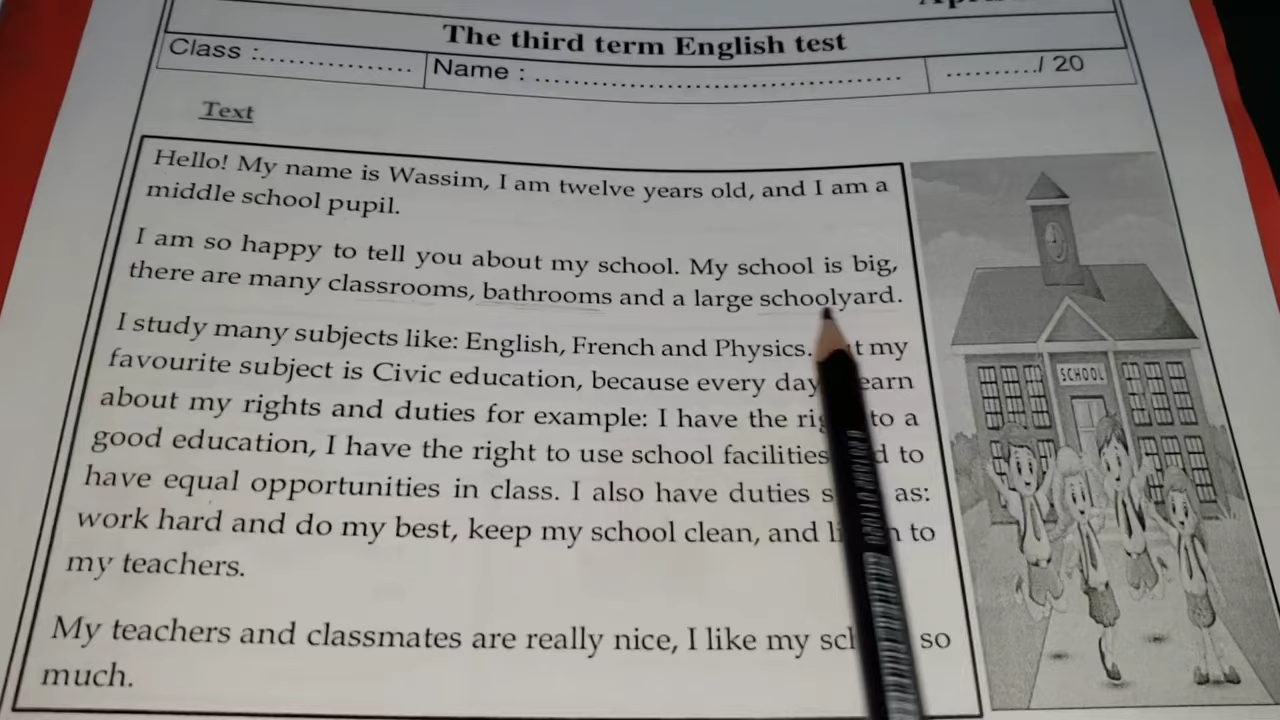 The third term English test
Class :................. Name : ............................................... ........../ 20
Text
Hello! My name is Wassim, I am twelve years old, and I am a
middle school pupil.
I am so happy to tell you about my school. My school is big,
there are many classrooms, bathrooms and a large schoolyard.
I study many subjects like: English, French and Physics. my
favourite subject is Civic education, because every day
about my rights and duties for example: I have the to a
good education, I have the right to use school facilities to
have equal opportunities in class. I also have duties as:
work hard and do my best, keep my school clean, and to
my teachers.
My teachers and classmates are really nice, I like my so
much.
SCHOOL